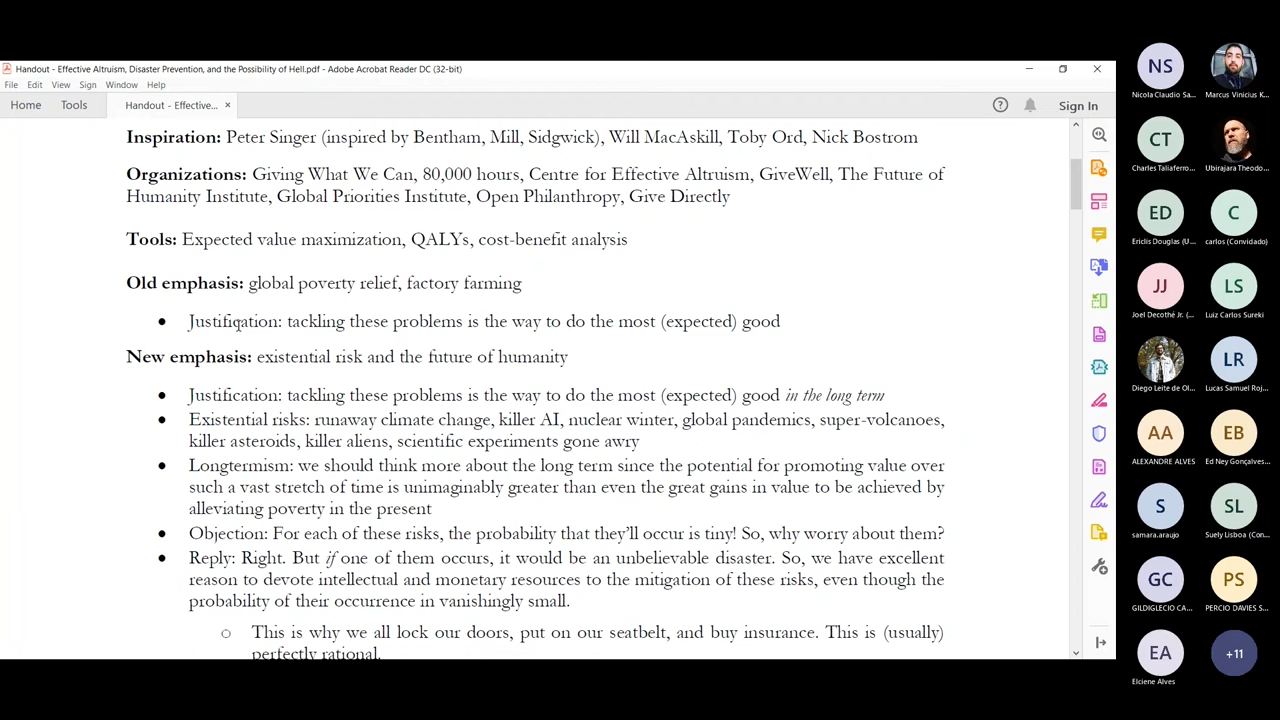 Handout - Effective Altruism, Disaster Prevention, and the Possibility of Hell.pdf - Adobe Acrobat Reader DC (32-bit)
File Edit View Sign Window Help
Home Tools Handout - Effective... × Sign In
Inspiration: Peter Singer (inspired by Bentham, Mill, Sidgwick), Will MacAskill, Toby Ord, Nick Bostrom
Organizations: Giving What We Can, 80,000 hours, Centre for Effective Altruism, GiveWell, The Future of
Humanity Institute, Global Priorities Institute, Open Philanthropy, Give Directly
Tools: Expected value maximization, QALYs, cost-benefit analysis
Old emphasis: global poverty relief, factory farming
• Justification: tackling these problems is the way to do the most (expected) good
New emphasis: existential risk and the future of humanity
• Justification: tackling these problems is the way to do the most (expected) good in the long term
• Existential risks: runaway climate change, killer AI, nuclear winter, global pandemics, super-volcanoes,
killer asteroids, killer aliens, scientific experiments gone awry
• Longtermism: we should think more about the long term since the potential for promoting value over
such a vast stretch of time is unimaginably greater than even the great gains in value to be achieved by
alleviating poverty in the present
• Objection: For each of these risks, the probability that they'll occur is tiny! So, why worry about them?
• Reply: Right. But if one of them occurs, it would be an unbelievable disaster. So, we have excellent
reason to devote intellectual and monetary resources to the mitigation of these risks, even though the
probability of their occurrence in vanishingly small.
○ This is why we all lock our doors, put on our seatbelt, and buy insurance. This is (usually)
perfectly rational.
NS
Nicola Claudio Sa... Marcus Vinicius K...
CT
Charles Taliaferro... Ubirajara Theodo...
ED C
Ericlis Douglas (U... carlos (Convidado)
JJ LS
Joel Decothé Jr. (... Luiz Carlos Sureki
LR
Diego Leite de Ol... Lucas Samuel Roj...
AA EB
ALEXANDRE ALVES Ed Ney Gonçalves...
S SL
samara.araujo Suely Lisboa (Con...
GC PS
GILDIGLECIO CA... PERCIO DAVIES S...
EA +11
Elciene Alves